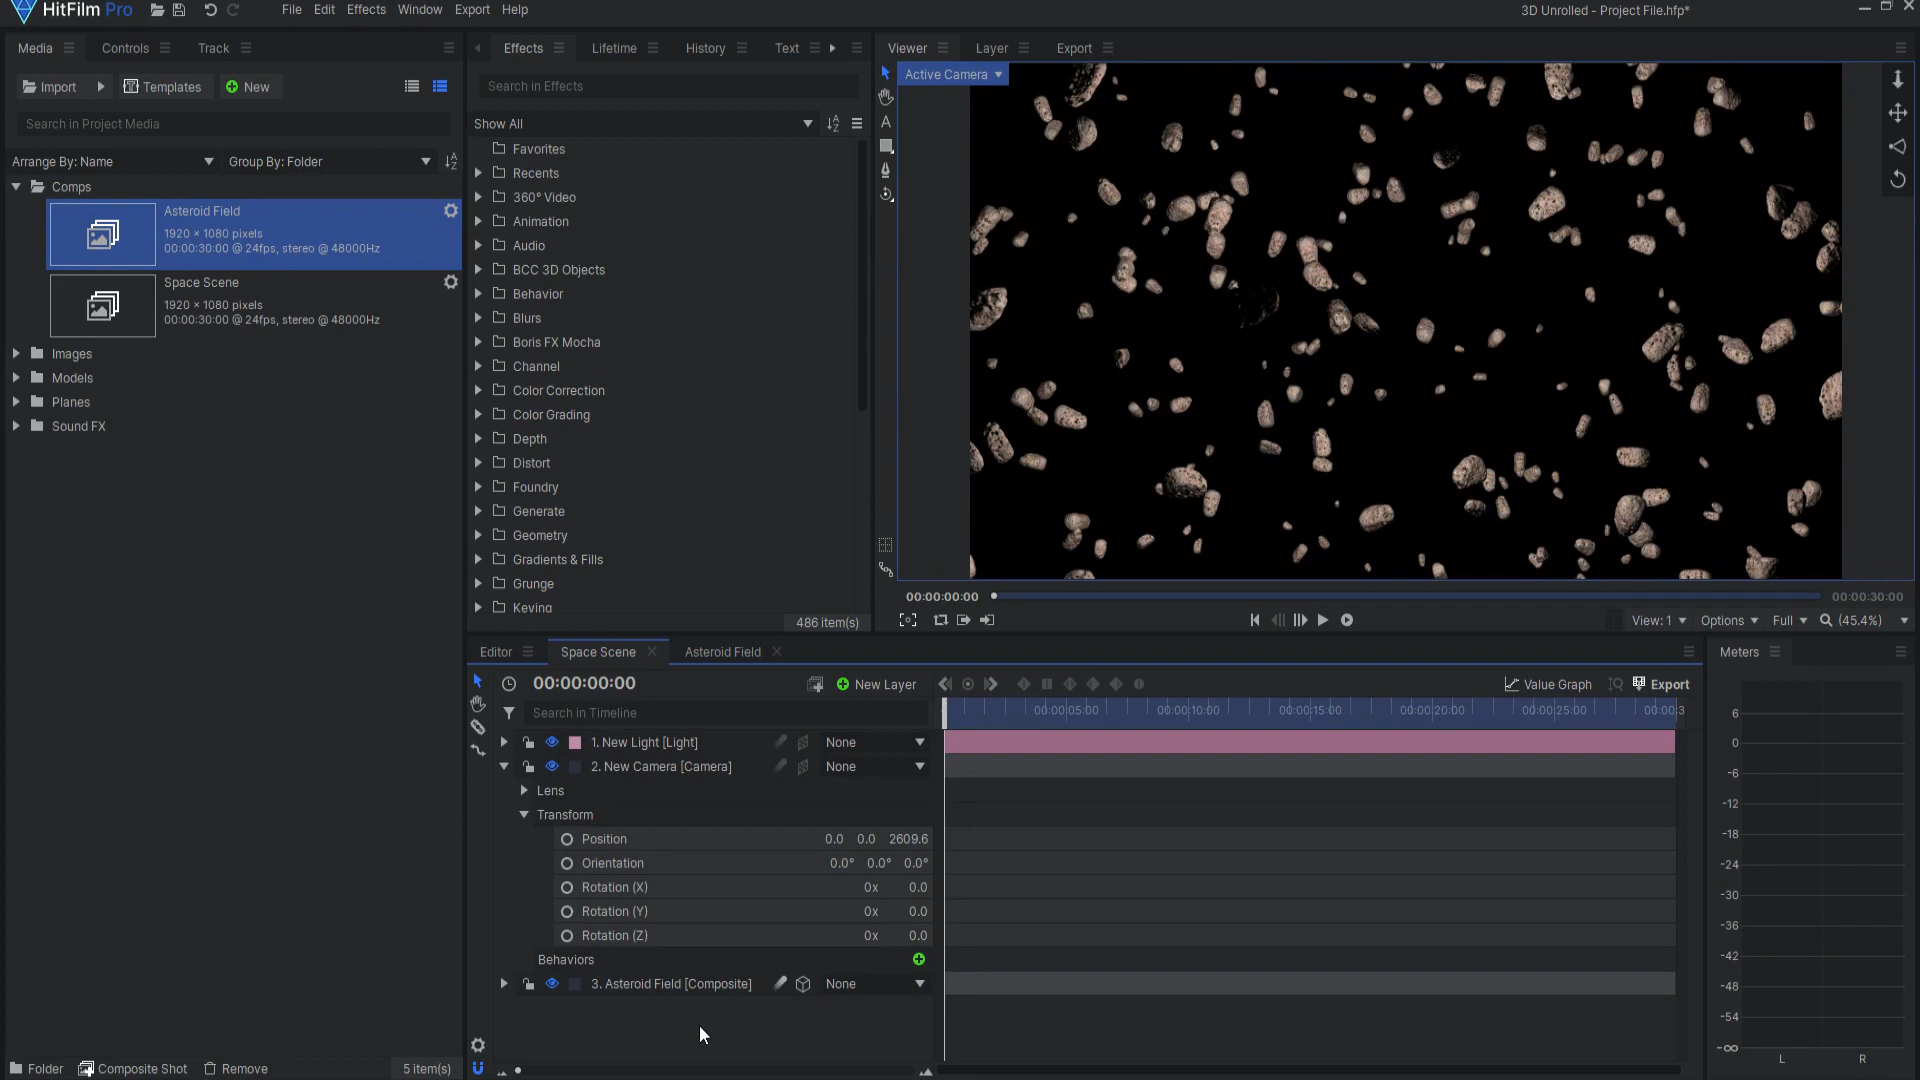 HitFilm Pro
File Edit Effects Window Export Help
3D Unrolled - Project File.hfp*
Media Controls Track
Import Templates New
Search in Project Media
Arrange By: Name Group By: Folder
Comps
Asteroid Field
1920 × 1080 pixels
00:00:30:00 @ 24fps, stereo @ 48000Hz
Space Scene
1920 × 1080 pixels
00:00:30:00 @ 24fps, stereo @ 48000Hz
Images
Models
Planes
Sound FX
Folder Composite Shot Remove 5 item(s)
Effects Lifetime History Text
Search in Effects
Show All
Favorites
Recents
360° Video
Animation
Audio
BCC 3D Objects
Behavior
Blurs
Boris FX Mocha
Channel
Color Correction
Color Grading
Depth
Distort
Foundry
Generate
Geometry
Gradients & Fills
Grunge
Keying
486 item(s)
Viewer Layer Export
Active Camera
00:00:00:00 00:00:30:00
View: 1 Options Full (45.4%)
Editor Space Scene Asteroid Field
00:00:00:00 New Layer Value Graph Export
Search in Timeline
00:00:05:00 00:00:10:00 00:00:15:00 00:00:20:00 00:00:25:00 00:00:3
1. New Light [Light] None
2. New Camera [Camera] None
Lens
Transform
Position 0.0 0.0 2609.6
Orientation 0.0° 0.0° 0.0°
Rotation (X) 0x 0.0
Rotation (Y) 0x 0.0
Rotation (Z) 0x 0.0
Behaviors
3. Asteroid Field [Composite] None
Meters
6
0
-6
-12
-18
-24
-30
-36
-42
-48
-54
-∞
L R